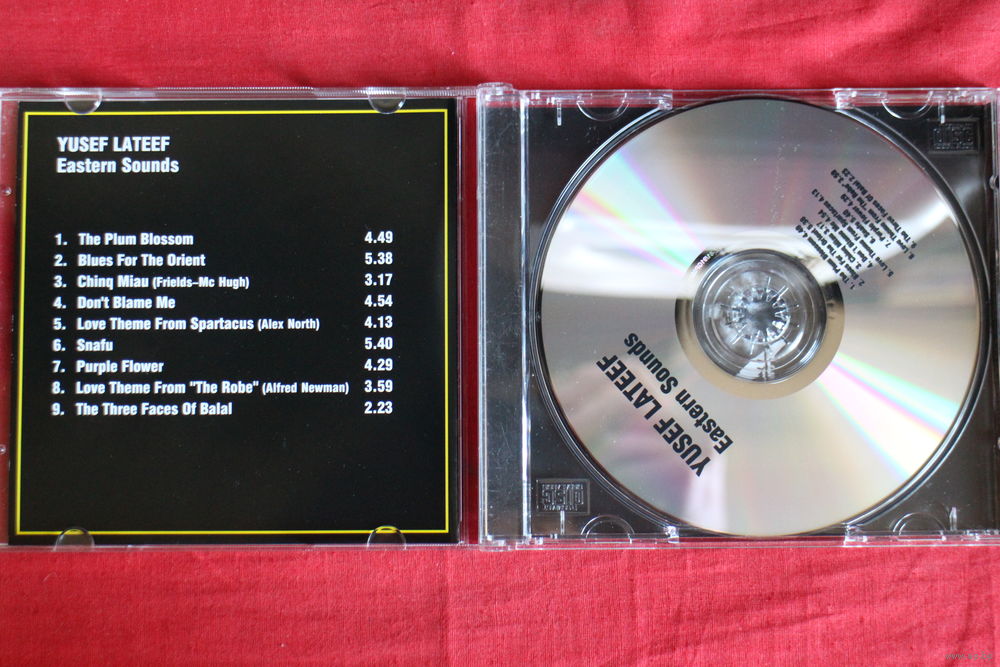 YUSEF LATEEF
Eastern Sounds
1. The Plum Blossom 4.49
2. Blues For The Orient 5.38
3. Chinq Miau (Frields-Mc Hugh) 3.17
4. Don't Blame Me 4.54
5. Love Theme From Spartacus (Alex North) 4.13
6. Snafu 5.40
7. Purple Flower 4.29
8. Love Theme From "The Robe" (Alfred Newman) 3.59
9. The Three Faces Of Balal 2.23
YUSEF LATEEF
Eastern Sounds